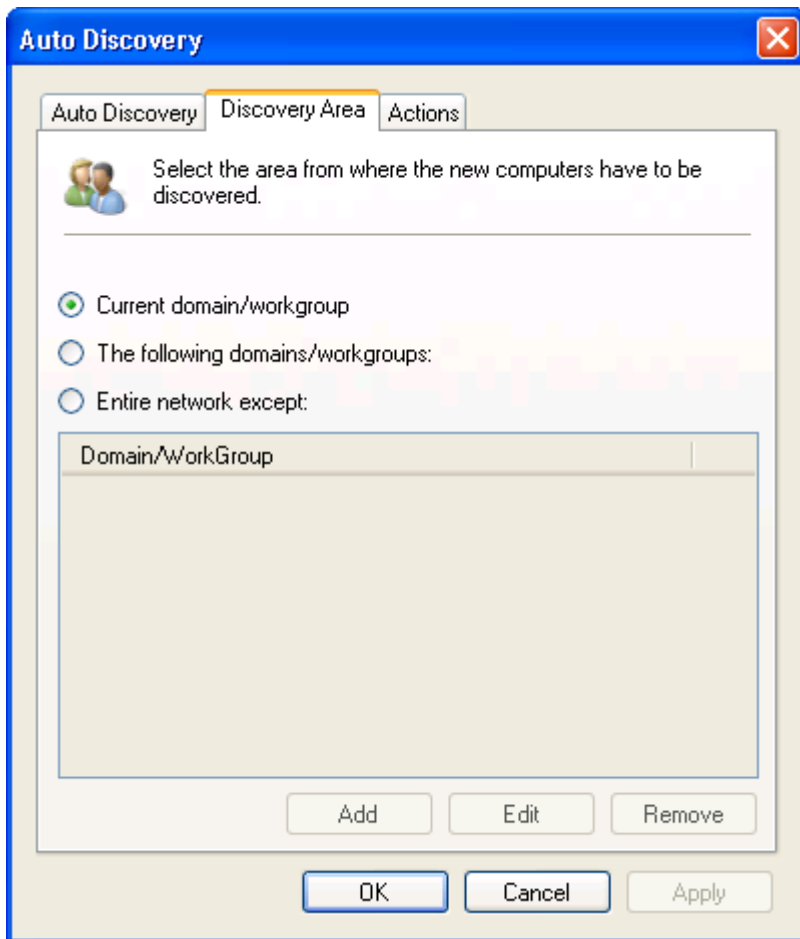 Auto Discovery
Auto Discovery Discovery Area Actions
Select the area from where the new computers have to be
discovered.
Current domain/workgroup
The following domains/workgroups:
Entire network except:
Domain/WorkGroup
Add Edit Remove
OK Cancel Apply